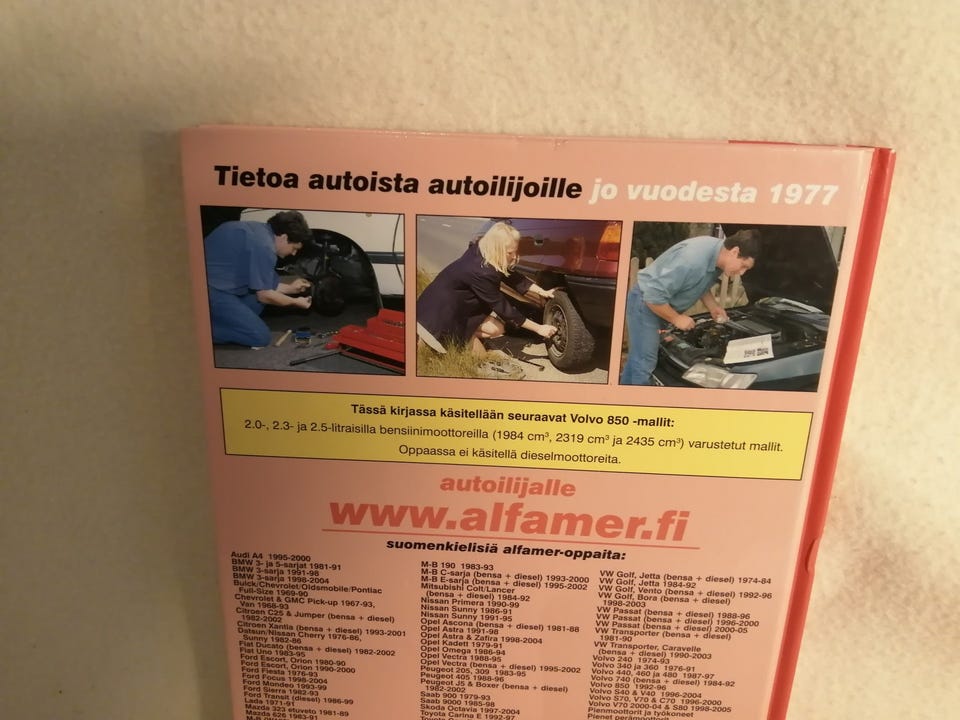 Tietoa autoista autoilijoille jo vuodesta 1977
Tässä kirjassa käsitellään seuraavat Volvo 850 -mallit:
2.0-, 2.3- ja 2.5-litraisilla bensiinimoottoreilla (1984 cm³, 2319 cm³ ja 2435 cm³) varustetut mallit.
Oppaassa ei käsitellä dieselmoottoreita.
autoilijalle
www.alfamer.fi
suomenkielisiä alfamer-oppaita:
Audi A4 1995-2000
BMW 3- ja 5-sarjat 1981-91
BMW 3-sarja 1991-98
BMW 3-sarja 1998-2004
Buick/Chevrolet/Oldsmobile/Pontiac
Full-Size 1969-90
Chevrolet & GMC Pick-up 1967-93,
Van 1968-93
Citroen C25 & Jumper (bensa + diesel)
1982-2002
Citroen Xantia (bensa + diesel) 1993-2001
Datsun/Nissan Cherry 1976-86,
Sunny 1982-86
Fiat Ducato (bensa + diesel) 1982-2002
Fiat Uno 1983-95
Ford Escort, Orion 1980-90
Ford Escort, Orion 1990-2000
Ford Fiesta 1976-93
Ford Focus 1998-2004
Ford Mondeo 1993-99
Ford Sierra 1982-93
Ford Transit (diesel) 1986-99
Lada 1971-91
Mazda 323 etuveto 1981-89
Mazda 626 1983-91
M-B 190 1983-93
M-B C-sarja (bensa + diesel) 1993-2000
M-B E-sarja (bensa + diesel) 1995-2002
Mitsubishi Colt/Lancer
(bensa + diesel) 1984-92
Nissan Primera 1990-99
Nissan Sunny 1986-91
Nissan Sunny 1991-95
Opel Ascona (bensa + diesel) 1981-88
Opel Astra 1991-98
Opel Astra & Zafira 1998-2004
Opel Kadett 1979-91
Opel Omega 1986-94
Opel Vectra 1988-95
Opel Vectra (bensa + diesel) 1995-2002
Peugeot 205, 309 1983-95
Peugeot 405 1988-96
Peugeot J5 & Boxer (bensa + diesel)
1982-2002
Saab 900 1979-93
Saab 9000 1985-98
Skoda Octavia 1997-2004
Toyota Carina E 1992-97
VW Golf, Jetta (bensa + diesel) 1974-84
VW Golf, Jetta 1984-92
VW Golf, Vento (bensa + diesel) 1992-96
VW Golf, Bora (bensa + diesel)
1998-2003
VW Passat (bensa + diesel) 1988-96
VW Passat (bensa + diesel) 1996-2000
VW Passat (bensa + diesel) 2000-05
VW Transporter (bensa + diesel)
1981-90
VW Transporter, Caravelle
(bensa + diesel) 1990-2003
Volvo 240 1974-93
Volvo 340 ja 360 1976-91
Volvo 440, 460 ja 480 1987-97
Volvo 740 (bensa + diesel) 1984-92
Volvo 850 1992-96
Volvo S40 & V40 1996-2004
Volvo S70, V70 & C70 1996-2000
Volvo V70 2000-04 & S80 1998-2005
Pienmoottorit ja työkoneet